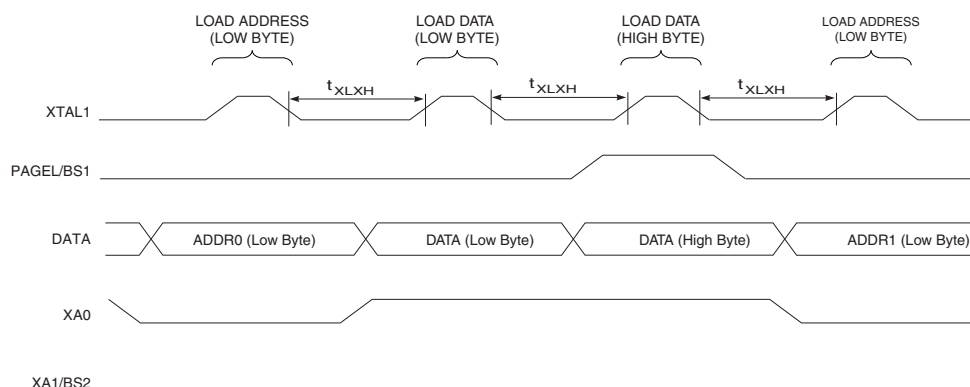 LOAD ADDRESS
(LOW BYTE)
LOAD DATA
(LOW BYTE)
LOAD DATA
(HIGH BYTE)
LOAD ADDRESS
(LOW BYTE)
XTAL1
tXLXH
tXLXH
tXLXH
PAGEL/BS1
DATA
ADDR0 (Low Byte)
DATA (Low Byte)
DATA (High Byte)
ADDR1 (Low Byte)
XA0
XA1/BS2